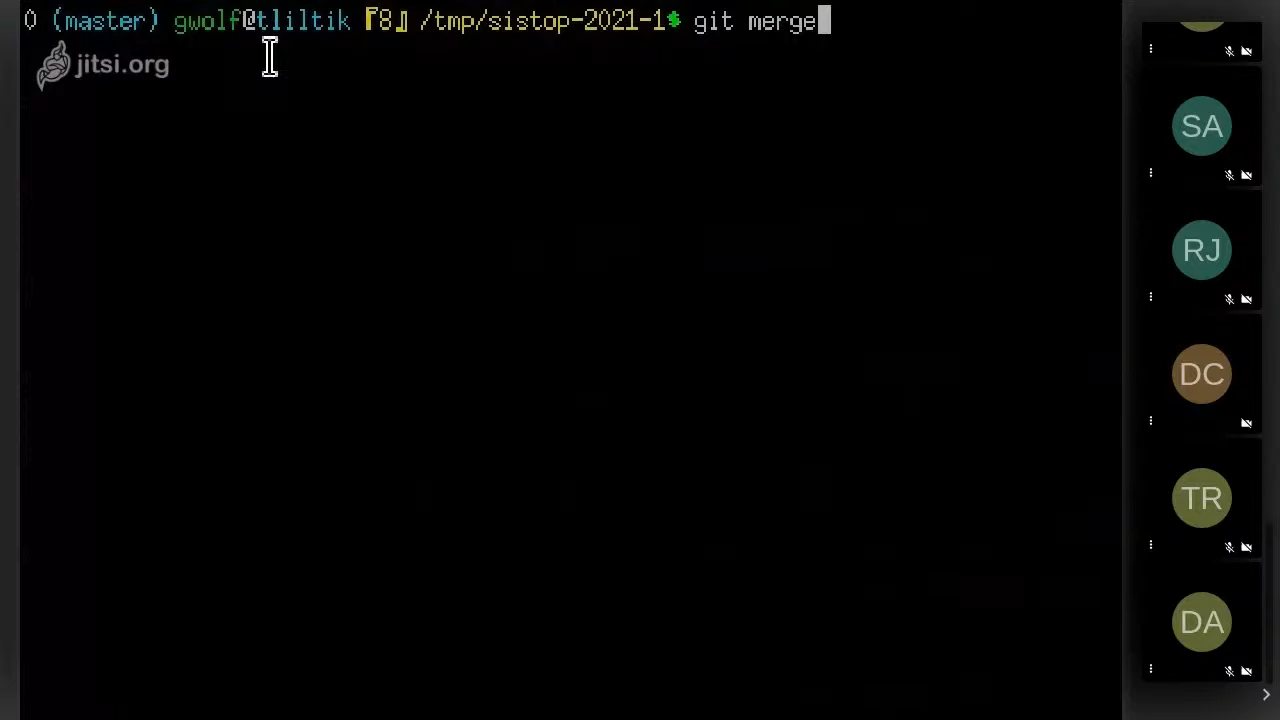 0 (master) gwolf@tliltik 『8』 /tmp/sistop-2021-1$ git merge
jitsi.org
SA
RJ
DC
TR
DA